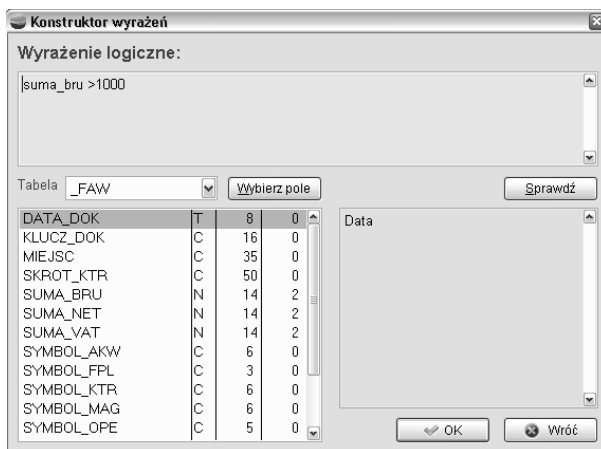 Konstruktor wyrażeń
Wyrażenie logiczne:
suma_bru >1000
Tabela _FAW Wybierz pole Sprawdź
DATA_DOK T 8 0 Data
KLUCZ_DOK C 16 0
MIEJSC C 35 0
SKROT_KTR C 50 0
SUMA_BRU N 14 2
SUMA_NET N 14 2
SUMA_VAT N 14 2
SYMBOL_AKW C 6 0
SYMBOL_FPL C 3 0
SYMBOL_KTR C 6 0
SYMBOL_MAG C 6 0
SYMBOL_OPE C 5 0
OK Wróć